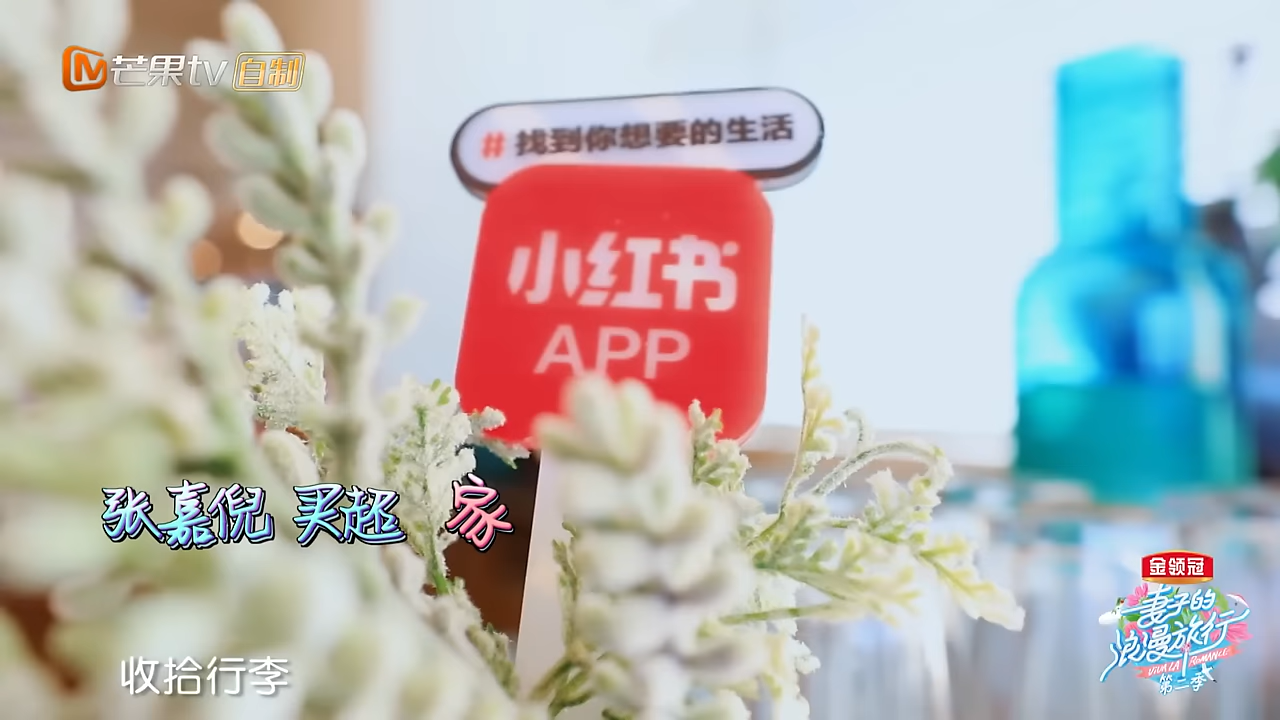 芒果tv 自制
# 找到你想要的生活
小红书
APP
张嘉倪 买超 家
收拾行李
金领冠
妻子的
浪漫旅行
VIVA LA ROMANCE
第二季